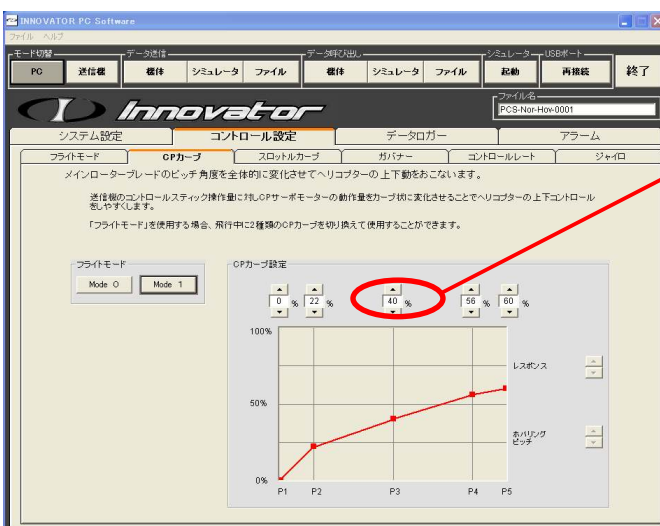 INNOVATOR PC Software
ファイル ヘルプ
モード切替 データ送信 データ呼び出し シミュレータ USBポート
PC 送信機 機体 シミュレータ ファイル 機体 シミュレータ ファイル 起動 再接続 終了
Innovator
ファイル名
PCS-Nor-Hov-0001
システム設定 コントロール設定 データロガー アラーム
フライトモード CPカーブ スロットルカーブ ガバナー コントロールレート ジャイロ
メインローターブレードのピッチ角度を全体的に変化させてヘリコプターの上下動をおこないます。
送信機のコントロールスティック操作量に対しCPサーボモーターの動作量をカーブ状に変化させることでヘリコプターの上下コントロール
をしやすくします。
「フライトモード」を使用する場合、飛行中に2種類のCPカーブを切り換えて使用することができます。
フライトモード
Mode 0 Mode 1
CPカーブ設定
0 % 22 % 40 % 56 % 60 %
100%
50%
0%
P1 P2 P3 P4 P5
レスポンス
ホバリング
ピッチ